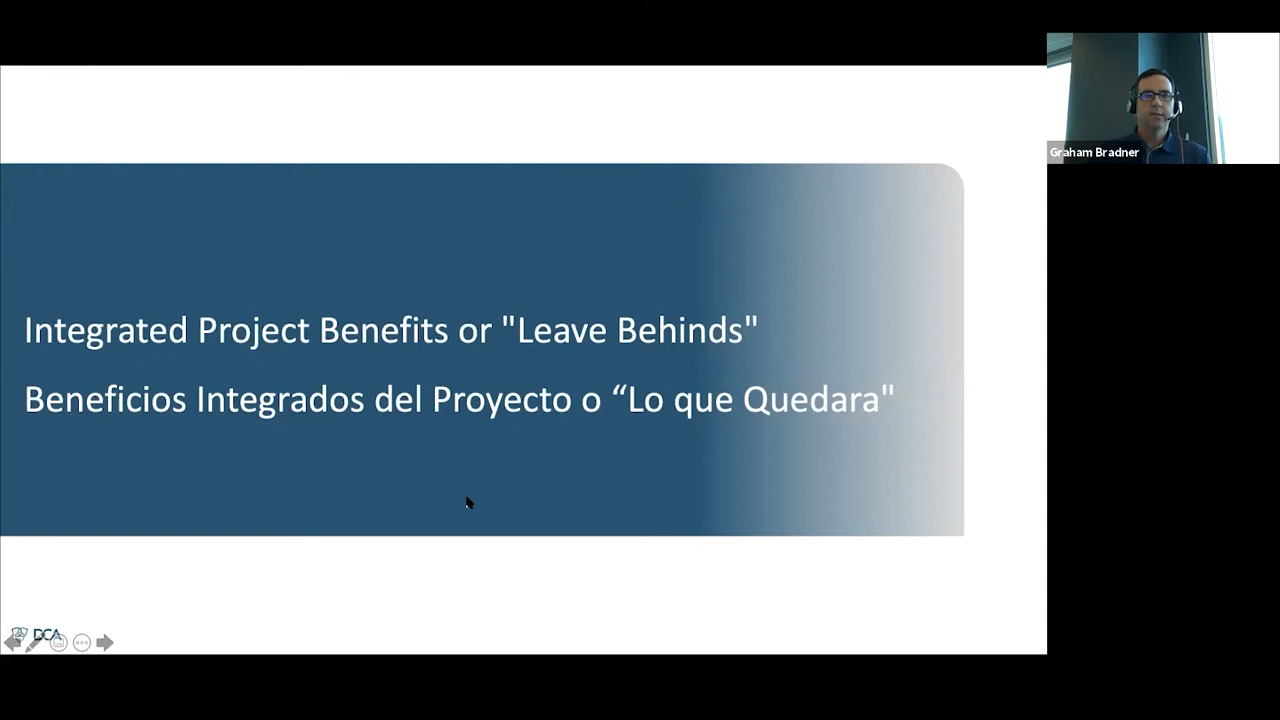 Graham Bradner
Integrated Project Benefits or "Leave Behinds"
Beneficios Integrados del Proyecto o “Lo que Quedara"
DCA